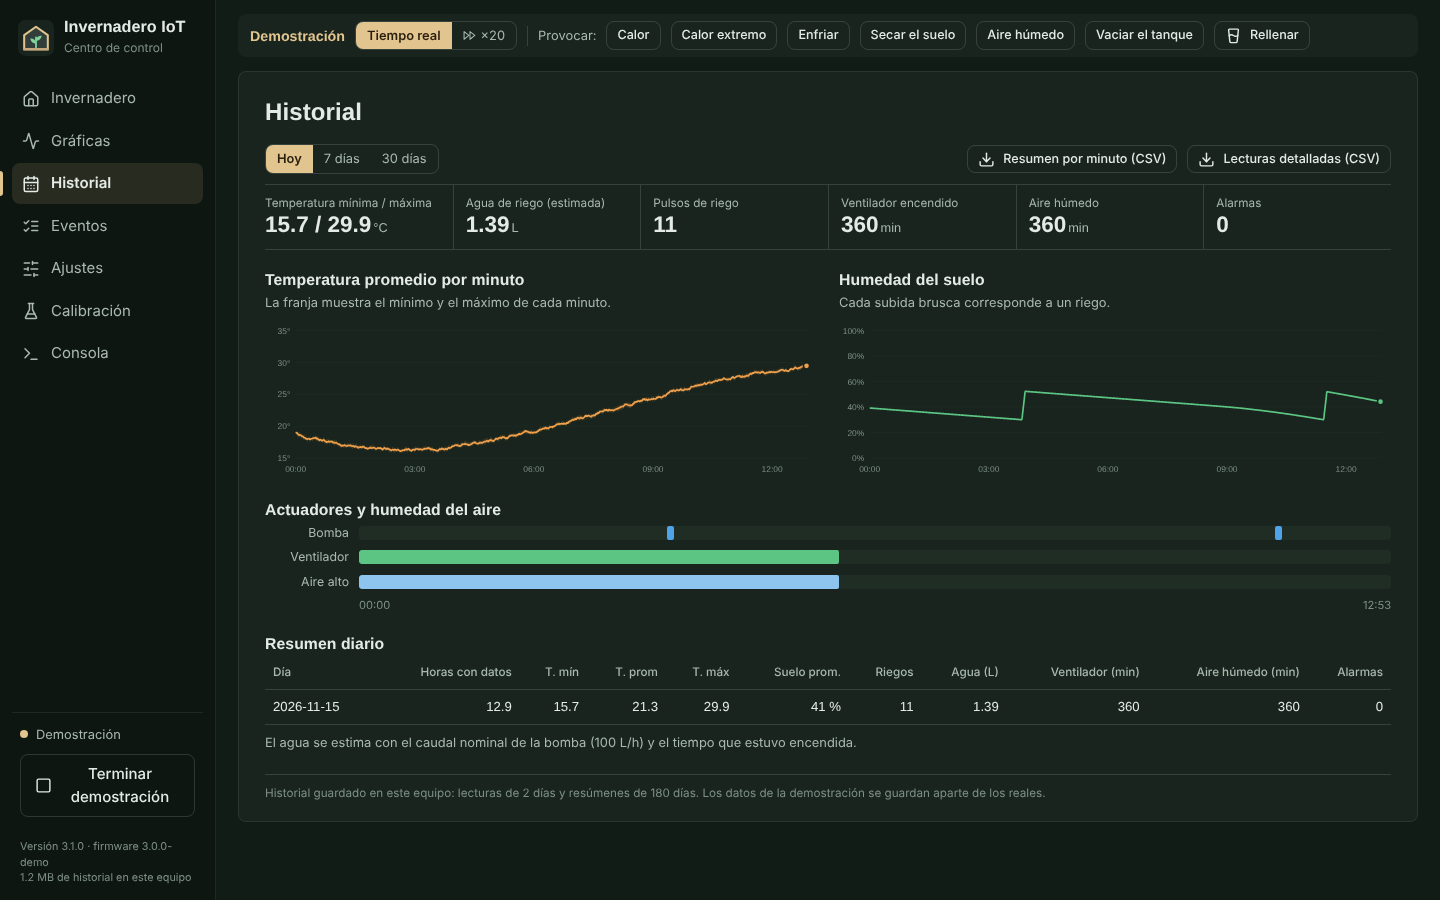 Invernadero IoT
Centro de control
Invernadero
Gráficas
Historial
Eventos
Ajustes
Calibración
Consola
Demostración
Terminar
demostración
Versión 3.1.0 · firmware 3.0.0-
demo
1.2 MB de historial en este equipo
Demostración Tiempo real ×20 Provocar: Calor Calor extremo Enfriar Secar el suelo Aire húmedo Vaciar el tanque Rellenar
Historial
Hoy 7 días 30 días Resumen por minuto (CSV) Lecturas detalladas (CSV)
Temperatura mínima / máxima Agua de riego (estimada) Pulsos de riego Ventilador encendido Aire húmedo Alarmas
15.7 / 29.9 °C 1.39 L 11 360 min 360 min 0
Temperatura promedio por minuto
La franja muestra el mínimo y el máximo de cada minuto.
35°
30°
25°
20°
15°
00:00 03:00 06:00 09:00 12:00
Humedad del suelo
Cada subida brusca corresponde a un riego.
100%
80%
60%
40%
20%
0%
00:00 03:00 06:00 09:00 12:00
Actuadores y humedad del aire
Bomba
Ventilador
Aire alto
00:00 12:53
Resumen diario
Día Horas con datos T. mín T. prom T. máx Suelo prom. Riegos Agua (L) Ventilador (min) Aire húmedo (min) Alarmas
2026-11-15 12.9 15.7 21.3 29.9 41 % 11 1.39 360 360 0
El agua se estima con el caudal nominal de la bomba (100 L/h) y el tiempo que estuvo encendida.
Historial guardado en este equipo: lecturas de 2 días y resúmenes de 180 días. Los datos de la demostración se guardan aparte de los reales.